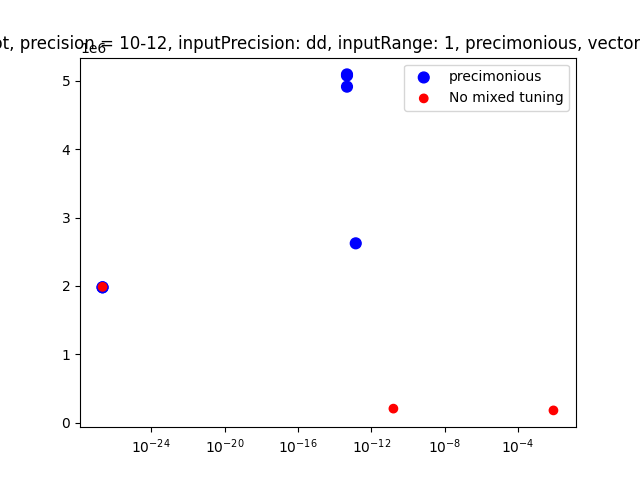 ot, precision = 10-12, inputPrecision: dd, inputRange: 1, precimonious, vector
1e6
precimonious
No mixed tuning
5
4
3
2
1
0
10⁻²⁴ 10⁻²⁰ 10⁻¹⁶ 10⁻¹² 10⁻⁸ 10⁻⁴